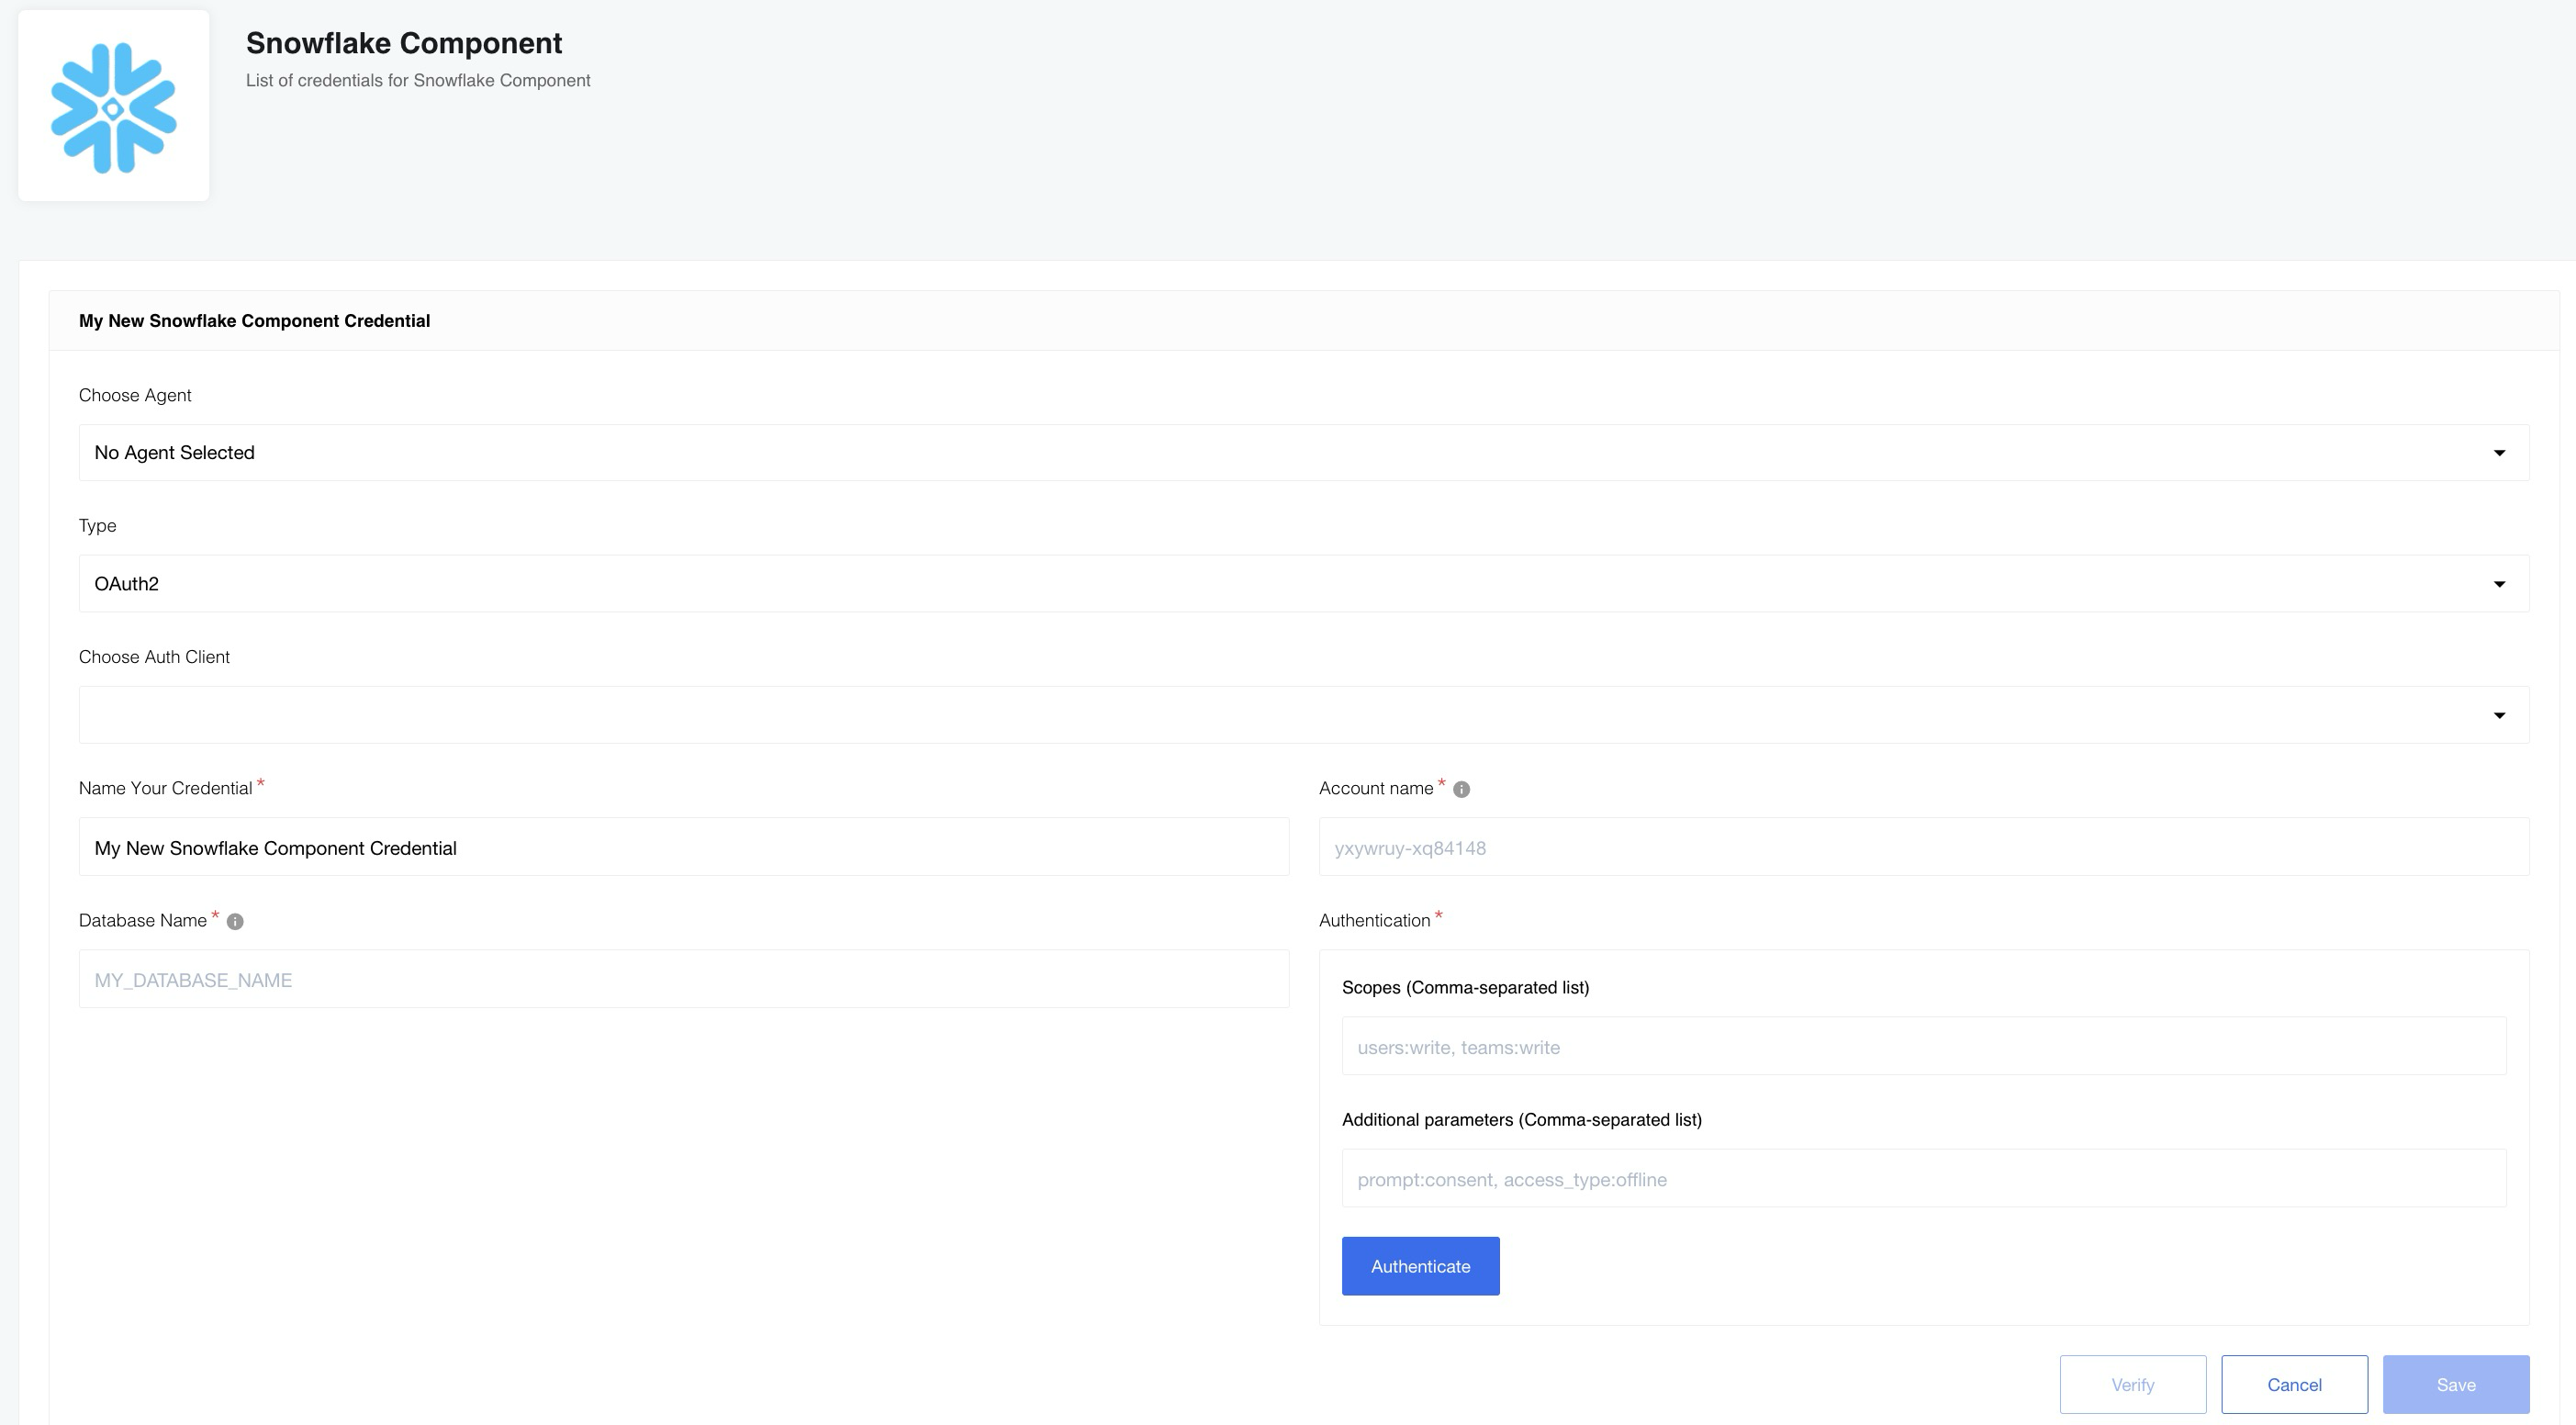 Snowflake Component
List of credentials for Snowflake Component
My New Snowflake Component Credential
Choose Agent
No Agent Selected
Type
OAuth2
Choose Auth Client
Name Your Credential *
My New Snowflake Component Credential
Account name *
yxywruy-xq84148
Database Name *
MY_DATABASE_NAME
Authentication *
Scopes (Comma-separated list)
users:write, teams:write
Additional parameters (Comma-separated list)
prompt:consent, access_type:offline
Authenticate
Verify
Cancel
Save